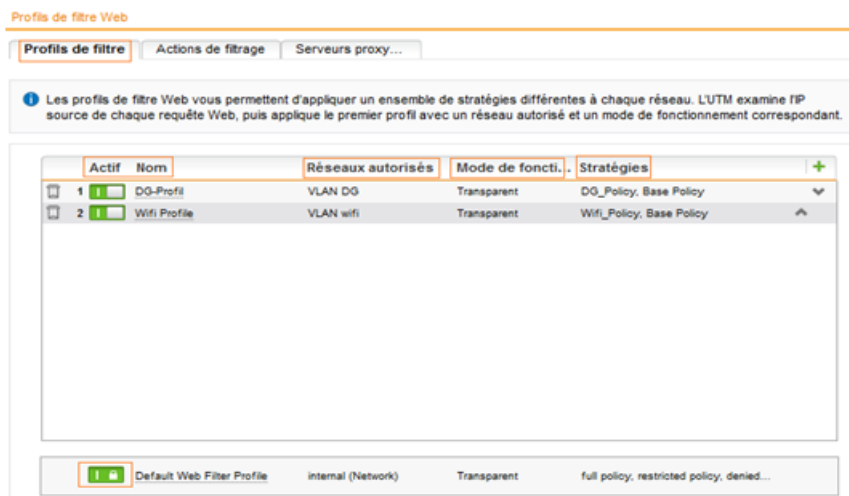 Profils de filtre Web
Profils de filtre Actions de filtrage Serveurs proxy...
Les profils de filtre Web vous permettent d'appliquer un ensemble de stratégies différentes à chaque réseau. L'UTM examine l'IP
source de chaque requête Web, puis applique le premier profil avec un réseau autorisé et un mode de fonctionnement correspondant.
Actif Nom Réseaux autorisés Mode de foncti... Stratégies
1 DG-Profil VLAN DG Transparent DG_Policy, Base Policy
2 Wifi Profile VLAN wifi Transparent Wifi_Policy, Base Policy
Default Web Filter Profile internal (Network) Transparent full policy, restricted policy, denied...